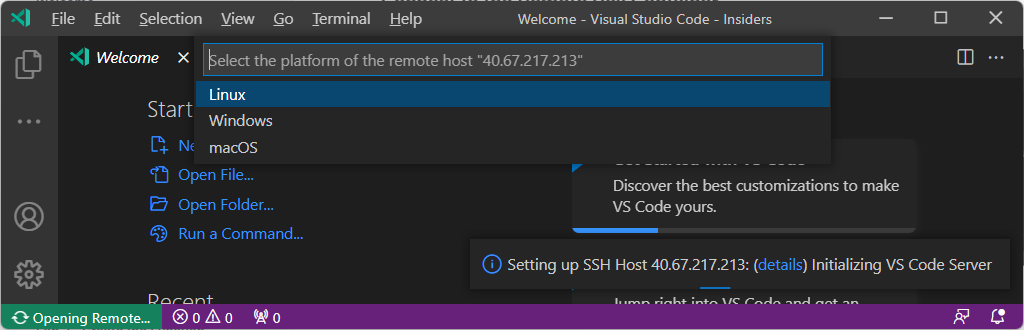 File Edit Selection View Go Terminal Help Welcome - Visual Studio Code - Insiders
Welcome
Select the platform of the remote host "40.67.217.213"
Linux
Windows
macOS
Start
Ne
Open File...
Open Folder...
Run a Command...
Discover the best customizations to make
VS Code yours.
Setting up SSH Host 40.67.217.213: (details) Initializing VS Code Server
Recent
Jump right into VS Code and get an
Opening Remote... 0 0 0